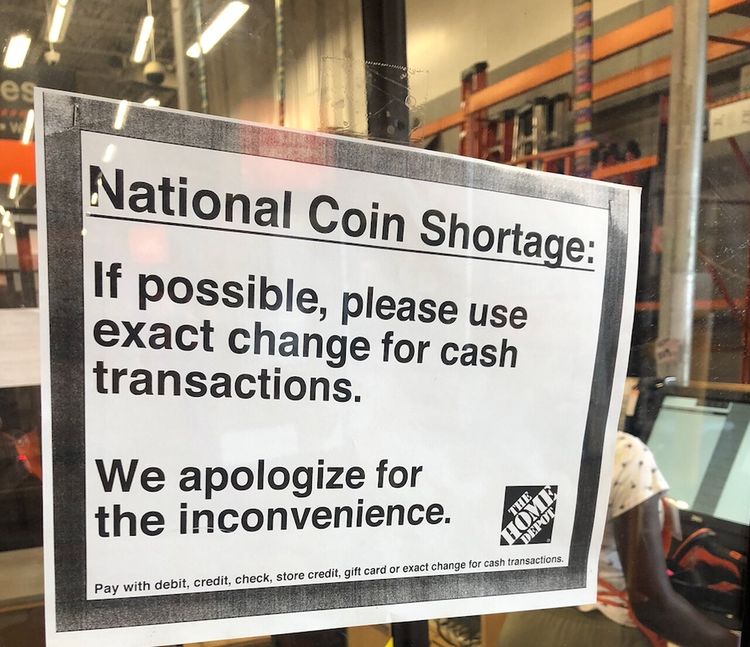 National Coin Shortage:
If possible, please use
exact change for cash
transactions.
We apologize for
the inconvenience.
THE
HOME
DEPOT
Pay with debit, credit, check, store credit, gift card or exact change for cash transactions.
es